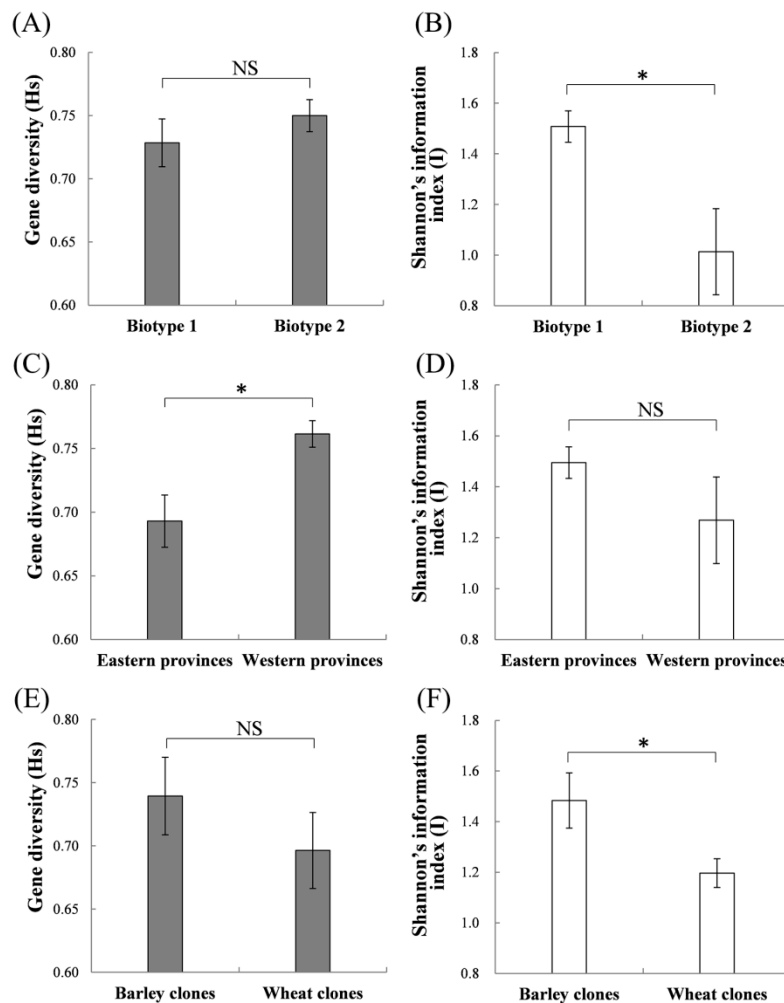 (A)
Gene diversity (Hs)
0.80
0.75
0.70
0.65
0.60
NS
Biotype 1 Biotype 2
(B)
Shannon’s information
index (I)
1.8
1.6
1.4
1.2
1.0
0.8
*
Biotype 1 Biotype 2
(C)
Gene diversity (Hs)
0.80
0.75
0.70
0.65
0.60
*
Eastern provinces Western provinces
(D)
Shannon’s information
index (I)
1.8
1.6
1.4
1.2
1.0
0.8
NS
Eastern provinces Western provinces
(E)
Gene diversity (Hs)
0.80
0.75
0.70
0.65
0.60
NS
Barley clones Wheat clones
(F)
Shannon’s information
index (I)
1.8
1.6
1.4
1.2
1.0
0.8
*
Barley clones Wheat clones